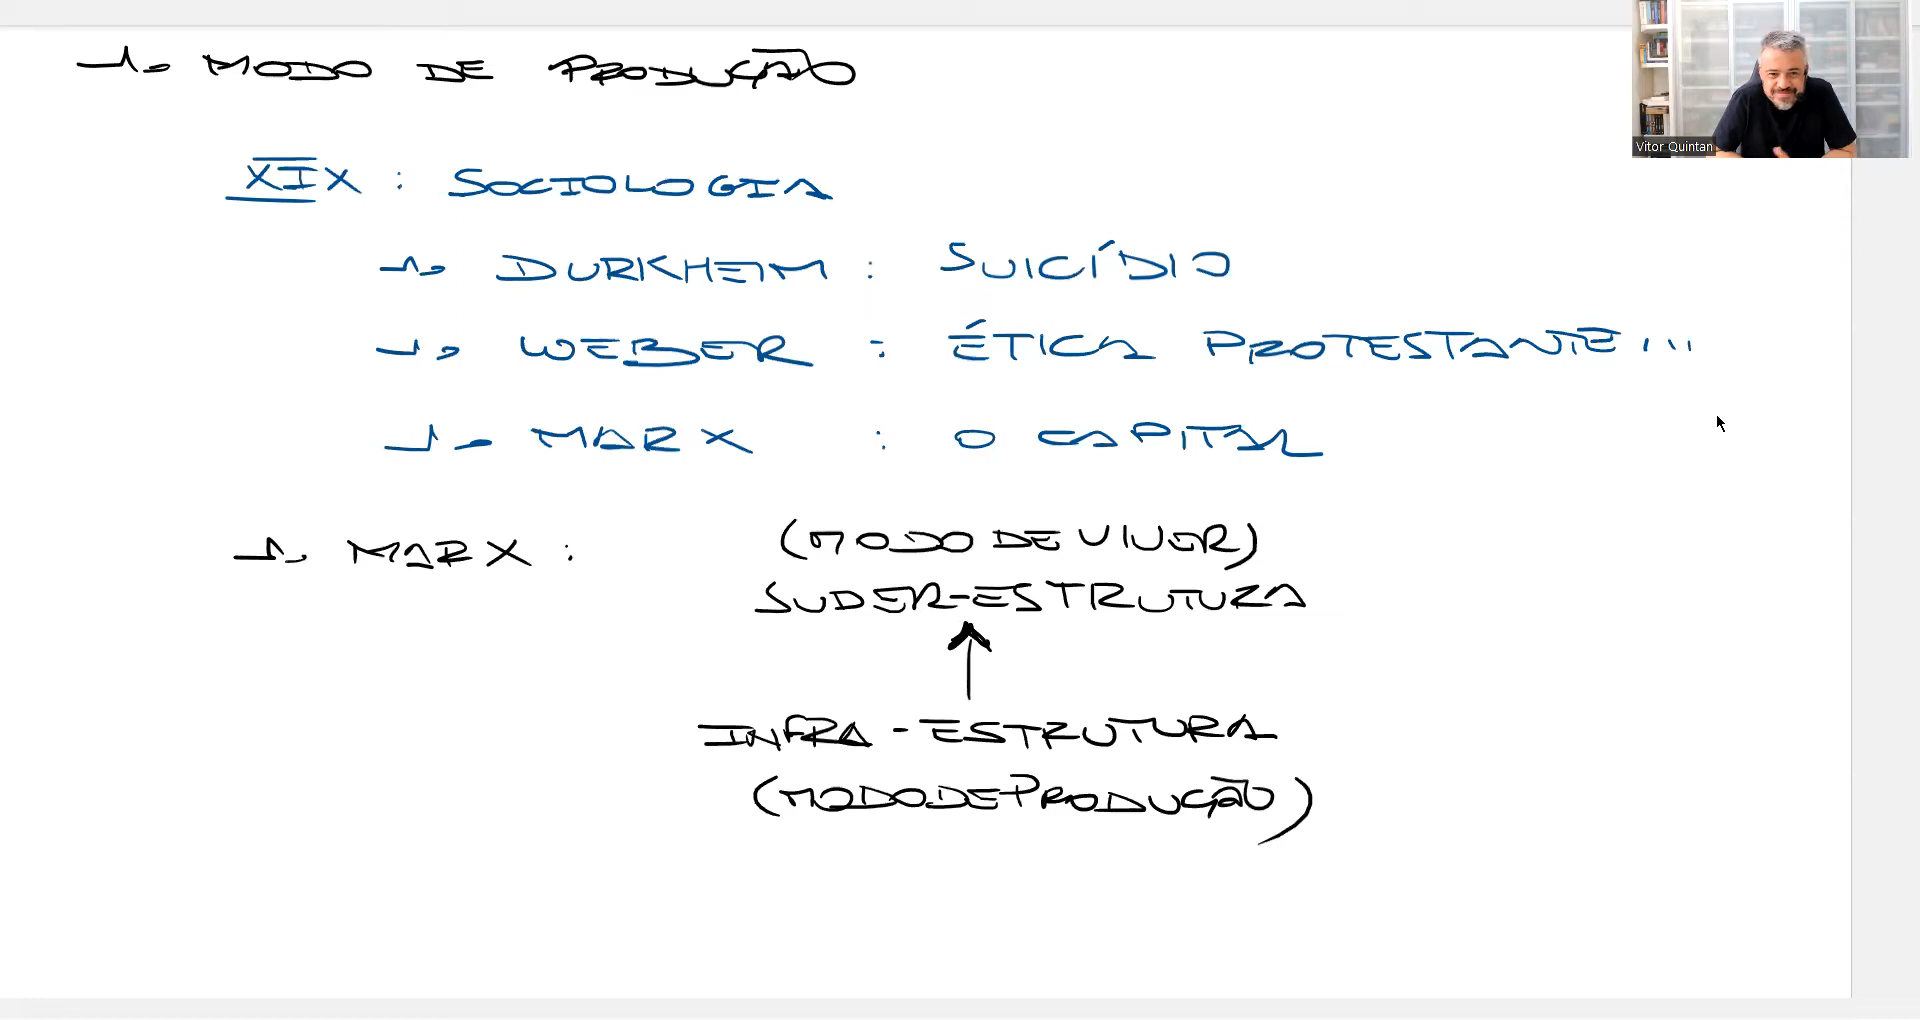 MODO DE PRODUÇÃO
Vitor Quintan
XIX : SOCIOLOGIA
DURKHEIM : SUICÍDIO
WEBER : ÉTICA PROTESTANTE...
MARX : O CAPITAL
MARX : (MODO DE VIVER)
SUPER-ESTRUTURA
INFRA-ESTRUTURA
(MODO DE PRODUÇÃO)